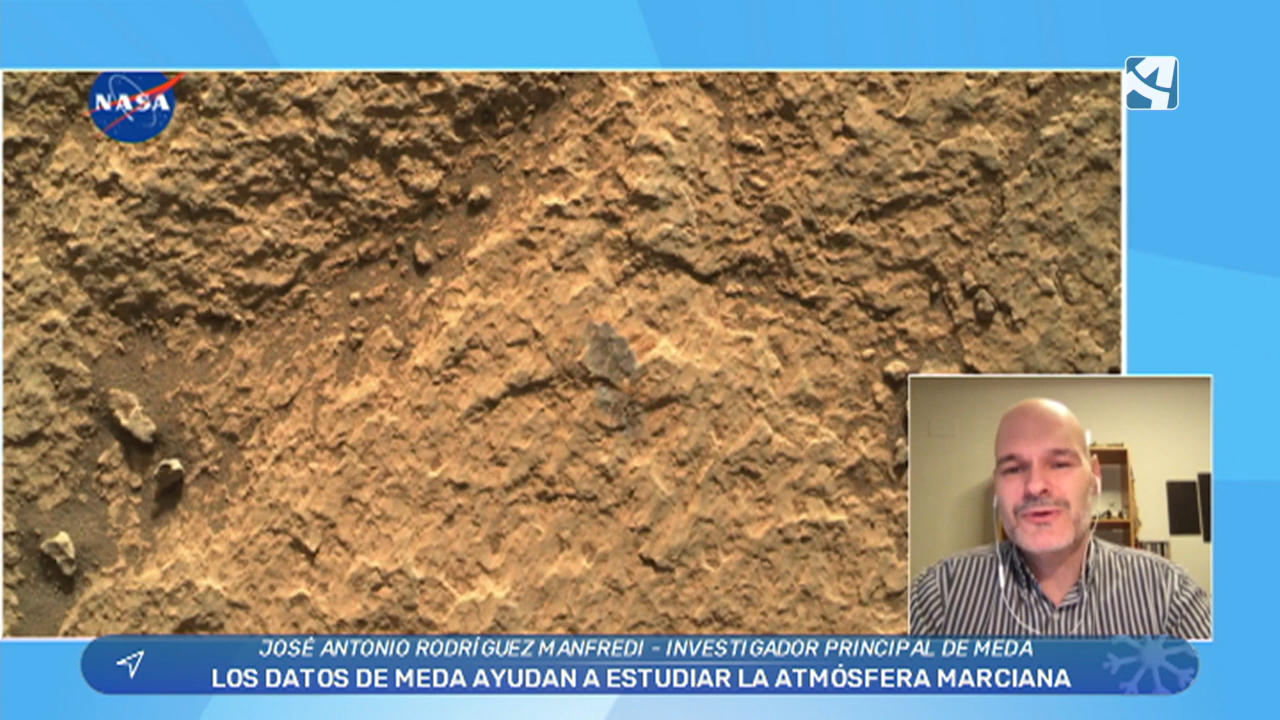 NASA
JOSÉ ANTONIO RODRÍGUEZ MANFREDI - INVESTIGADOR PRINCIPAL DE MEDA
LOS DATOS DE MEDA AYUDAN A ESTUDIAR LA ATMÓSFERA MARCIANA